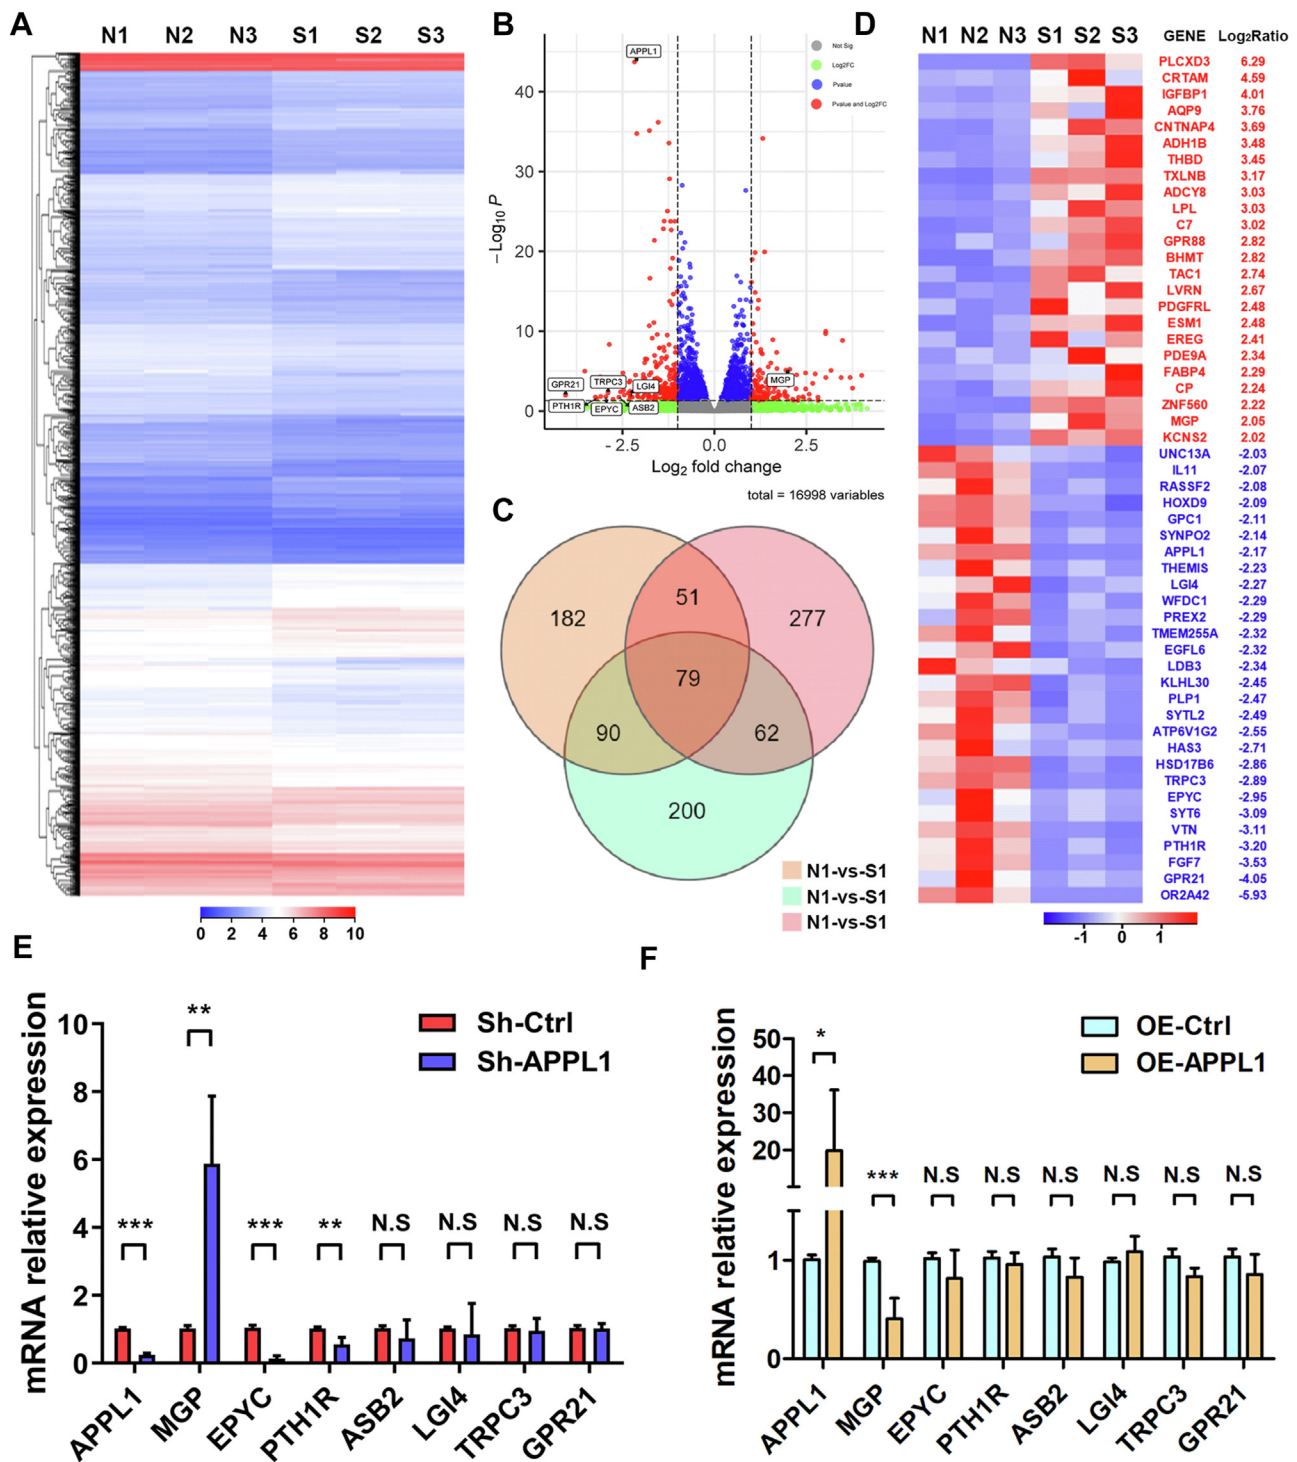 A
N1 N2 N3 S1 S2 S3
0 2 4 6 8 10
B
APPL1
Not Sig
Log2FC
Pvalue
Pvalue and Log2FC
40
30
20
10
0
−Log10 P
GPR21
TRPC3
LGI4
MGP
PTH1R
EPYC
ASB2
- 2.5 0.0 2.5
Log2 fold change
total = 16998 variables
C
182
51
277
79
90
62
200
N1-vs-S1
N1-vs-S1
N1-vs-S1
D
N1 N2 N3 S1 S2 S3 GENE Log2Ratio
PLCXD3 6.29
CRTAM 4.59
IGFBP1 4.01
AQP9 3.76
CNTNAP4 3.69
ADH1B 3.48
THBD 3.45
TXLNB 3.17
ADCY8 3.03
LPL 3.03
C7 3.02
GPR88 2.82
BHMT 2.82
TAC1 2.74
LVRN 2.67
PDGFRL 2.48
ESM1 2.48
EREG 2.41
PDE9A 2.34
FABP4 2.29
CP 2.24
ZNF560 2.22
MGP 2.05
KCNS2 2.02
UNC13A -2.03
IL11 -2.07
RASSF2 -2.08
HOXD9 -2.09
GPC1 -2.11
SYNPO2 -2.14
APPL1 -2.17
THEMIS -2.23
LGI4 -2.27
WFDC1 -2.29
PREX2 -2.29
TMEM255A -2.32
EGFL6 -2.32
LDB3 -2.34
KLHL30 -2.45
PLP1 -2.47
SYTL2 -2.49
ATP6V1G2 -2.55
HAS3 -2.71
HSD17B6 -2.86
TRPC3 -2.89
EPYC -2.95
SYT6 -3.09
VTN -3.11
PTH1R -3.20
FGF7 -3.53
GPR21 -4.05
OR2A42 -5.93
-1 0 1
E
mRNA relative expression
10
8
6
4
2
0
Sh-Ctrl
Sh-APPL1
*** ** *** ** N.S N.S N.S N.S
APPL1 MGP EPYC PTH1R ASB2 LGI4 TRPC3 GPR21
F
mRNA relative expression
50
40
30
20
1
0
OE-Ctrl
OE-APPL1
* *** N.S N.S N.S N.S N.S N.S
APPL1 MGP EPYC PTH1R ASB2 LGI4 TRPC3 GPR21